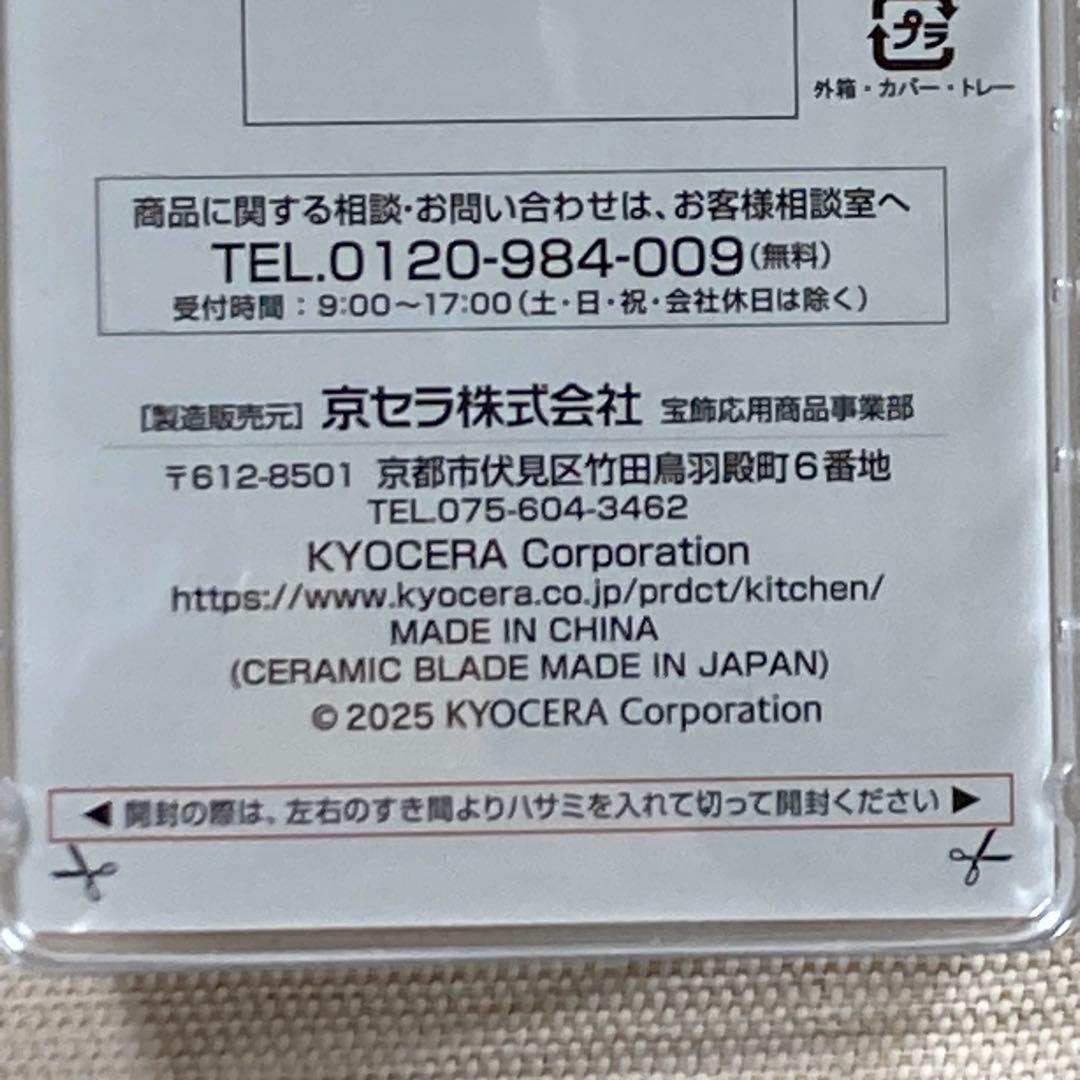 プラ
外箱・カバー・トレー
商品に関する相談・お問い合わせは、お客様相談室へ
TEL.0120-984-009(無料)
受付時間：9:00～17:00(土・日・祝・会社休日は除く)
[製造販売元] 京セラ株式会社 宝飾応用商品事業部
〒612-8501 京都市伏見区竹田鳥羽殿町6番地
TEL.075-604-3462
KYOCERA Corporation
https://www.kyocera.co.jp/prdct/kitchen/
MADE IN CHINA
(CERAMIC BLADE MADE IN JAPAN)
©2025 KYOCERA Corporation
◀ 開封の際は、左右のすき間よりハサミを入れて切って開封ください ▶